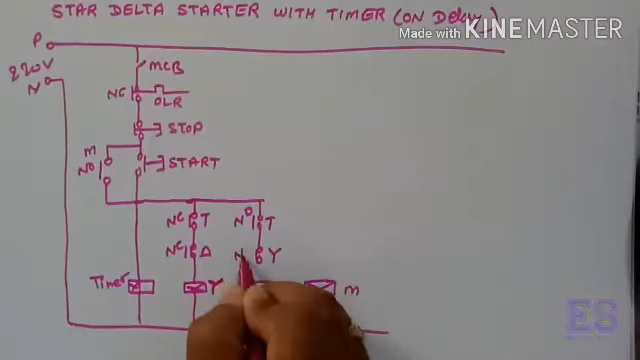 STAR DELTA STARTER WITH TIMER (ON Delay)
Made with KINEMASTER
P
220V
N
MCB
NC
OLR
STOP
M
NO
START
NC T
NO T
NC Δ
N Y
Timer
Y
M
ES